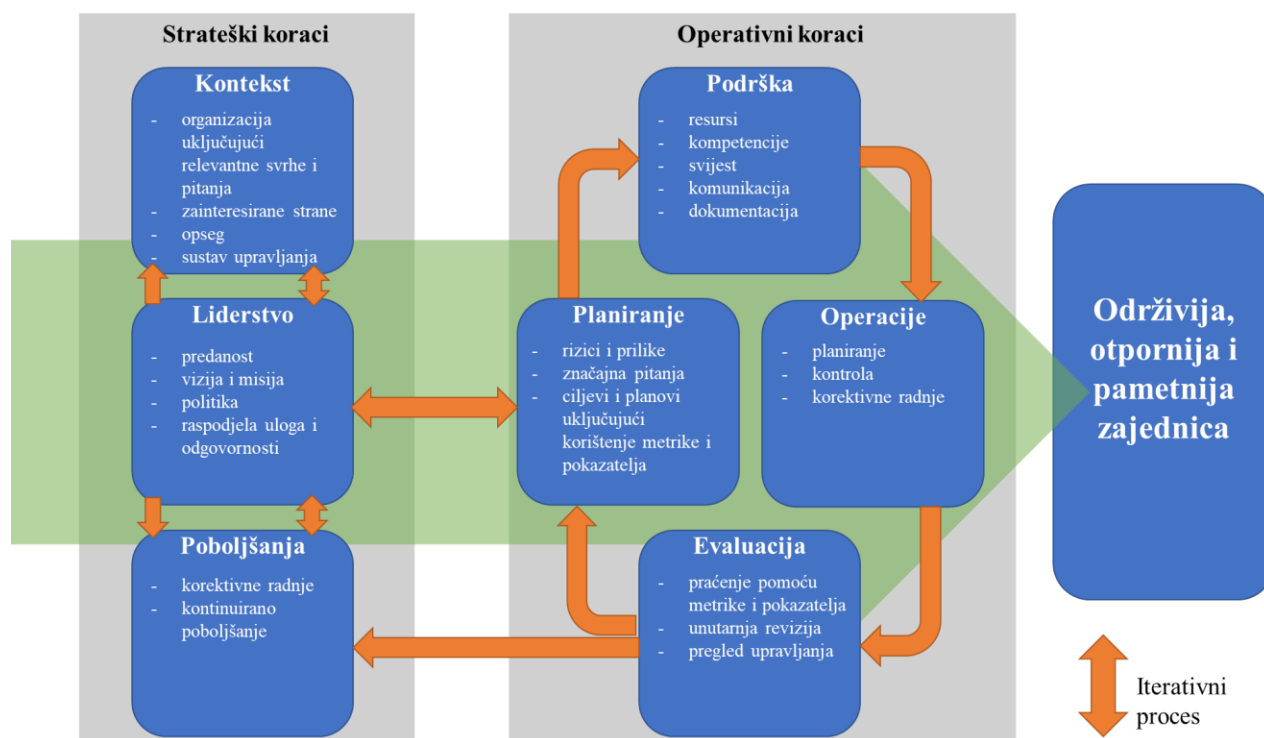 Strateški koraci
Kontekst
- organizacija
uključujući
relevantne svrhe i
pitanja
- zainteresirane strane
- opseg
- sustav upravljanja
Liderstvo
- predanost
- vizija i misija
- politika
- raspodjela uloga i
odgovornosti
Poboljšanja
- korektivne radnje
- kontinuirano
poboljšanje
Operativni koraci
Podrška
- resursi
- kompetencije
- svijest
- komunikacija
- dokumentacija
Planiranje
- rizici i prilike
- značajna pitanja
- ciljevi i planovi
uključujući
korištenje metrike i
pokazatelja
Operacije
- planiranje
- kontrola
- korektivne radnje
Evaluacija
- praćenje pomoću
metrike i pokazatelja
- unutarnja revizija
- pregled upravljanja
Održivija,
otpornija i
pametnija
zajednica
Iterativni
proces